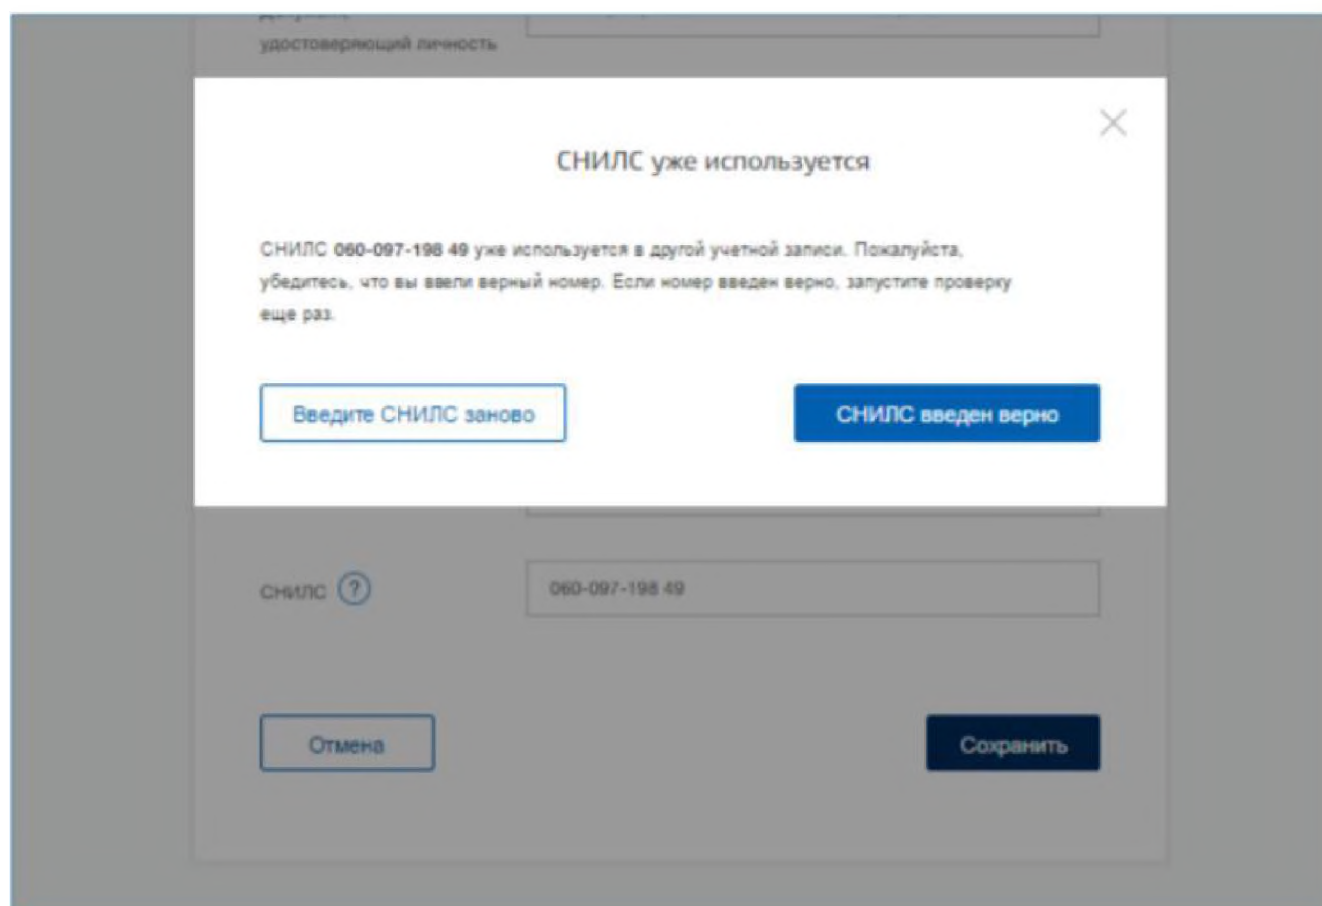 удостоверяющий личность
СНИЛС уже используется
СНИЛС 060-097-198 49 уже используется в другой учетной записи. Пожалуйста,
убедитесь, что вы ввели верный номер. Если номер введен верно, запустите проверку
еще раз.
Введите СНИЛС заново
СНИЛС введен верно
СНИЛС ?
060-097-198 49
Отмена
Сохранить